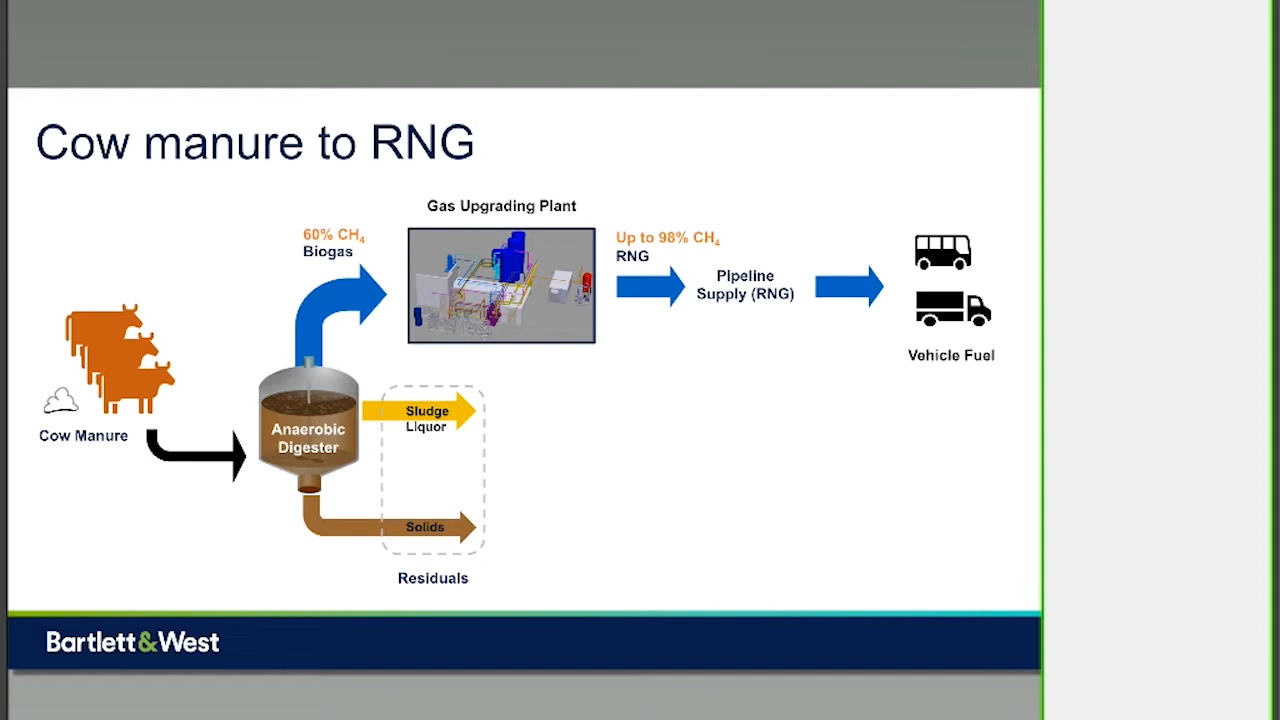 Cow manure to RNG
Gas Upgrading Plant
60% CH₄
Biogas
Up to 98% CH₄
RNG
Pipeline
Supply (RNG)
Vehicle Fuel
Cow Manure
Anaerobic
Digester
Sludge
Liquor
Solids
Residuals
Bartlett&West